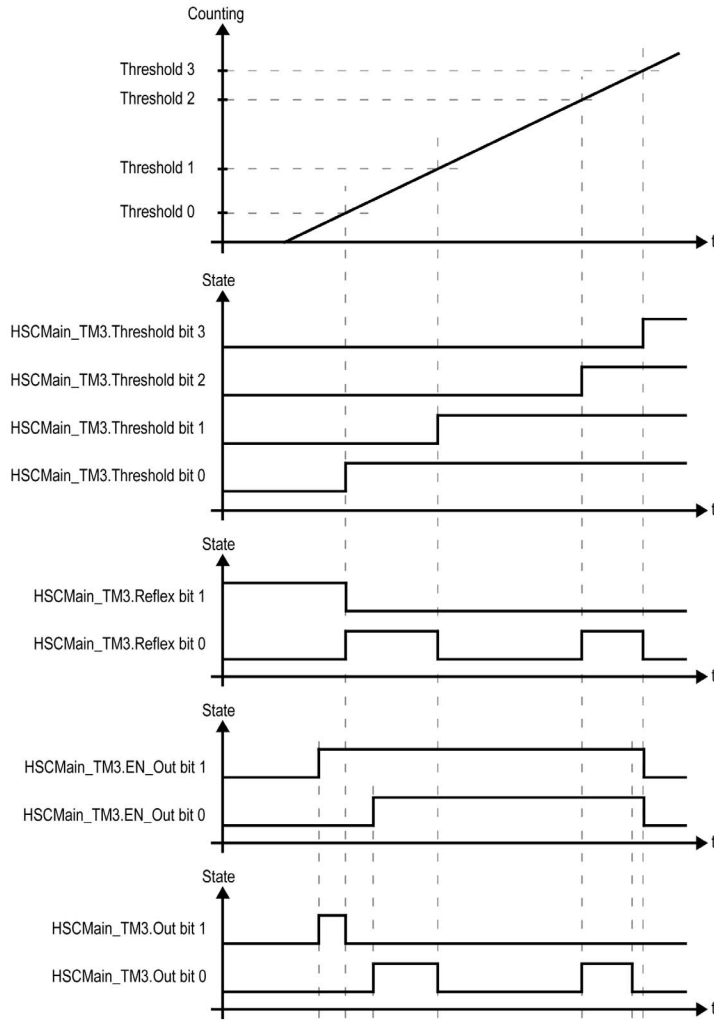 Counting
Threshold 3
Threshold 2
Threshold 1
Threshold 0
t
State
HSCMain_TM3.Threshold bit 3
HSCMain_TM3.Threshold bit 2
HSCMain_TM3.Threshold bit 1
HSCMain_TM3.Threshold bit 0
t
State
HSCMain_TM3.Reflex bit 1
HSCMain_TM3.Reflex bit 0
t
State
HSCMain_TM3.EN_Out bit 1
HSCMain_TM3.EN_Out bit 0
t
State
HSCMain_TM3.Out bit 1
HSCMain_TM3.Out bit 0
t